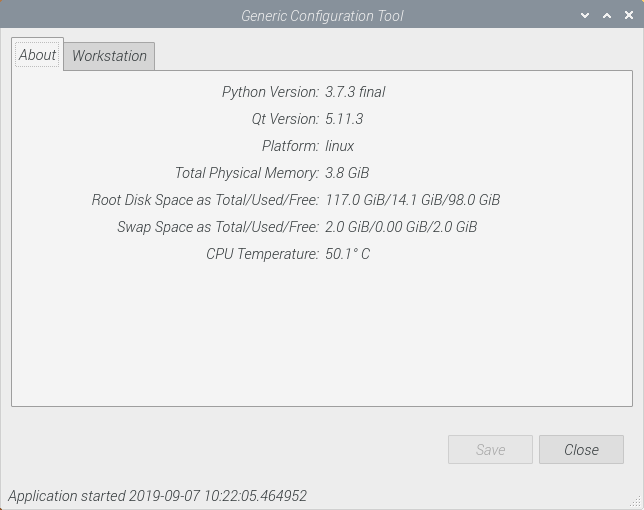 Generic Configuration Tool
About Workstation
Python Version: 3.7.3 final
Qt Version: 5.11.3
Platform: linux
Total Physical Memory: 3.8 GiB
Root Disk Space as Total/Used/Free: 117.0 GiB/14.1 GiB/98.0 GiB
Swap Space as Total/Used/Free: 2.0 GiB/0.00 GiB/2.0 GiB
CPU Temperature: 50.1° C
Save Close
Application started 2019-09-07 10:22:05.464952